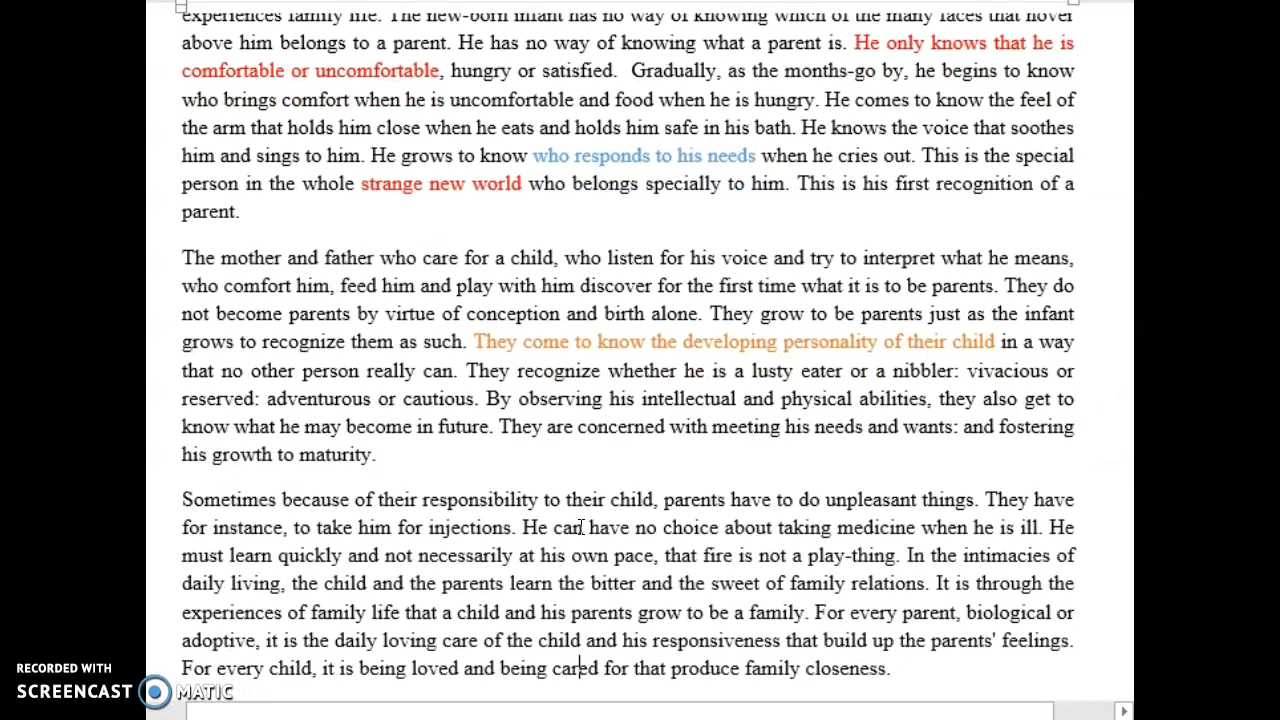 experiences family life. The new-born infant has no way of knowing which of the many faces that hover
above him belongs to a parent. He has no way of knowing what a parent is. He only knows that he is
comfortable or uncomfortable, hungry or satisfied.  Gradually, as the months-go by, he begins to know
who brings comfort when he is uncomfortable and food when he is hungry. He comes to know the feel of
the arm that holds him close when he eats and holds him safe in his bath. He knows the voice that soothes
him and sings to him. He grows to know who responds to his needs when he cries out. This is the special
person in the whole strange new world who belongs specially to him. This is his first recognition of a
parent.
The mother and father who care for a child, who listen for his voice and try to interpret what he means,
who comfort him, feed him and play with him discover for the first time what it is to be parents. They do
not become parents by virtue of conception and birth alone. They grow to be parents just as the infant
grows to recognize them as such. They come to know the developing personality of their child in a way
that no other person really can. They recognize whether he is a lusty eater or a nibbler: vivacious or
reserved: adventurous or cautious. By observing his intellectual and physical abilities, they also get to
know what he may become in future. They are concerned with meeting his needs and wants: and fostering
his growth to maturity.
Sometimes because of their responsibility to their child, parents have to do unpleasant things. They have
for instance, to take him for injections. He can have no choice about taking medicine when he is ill. He
must learn quickly and not necessarily at his own pace, that fire is not a play-thing. In the intimacies of
daily living, the child and the parents learn the bitter and the sweet of family relations. It is through the
experiences of family life that a child and his parents grow to be a family. For every parent, biological or
adoptive, it is the daily loving care of the child and his responsiveness that build up the parents' feelings.
For every child, it is being loved and being cared for that produce family closeness.
RECORDED WITH
SCREENCAST MATIC